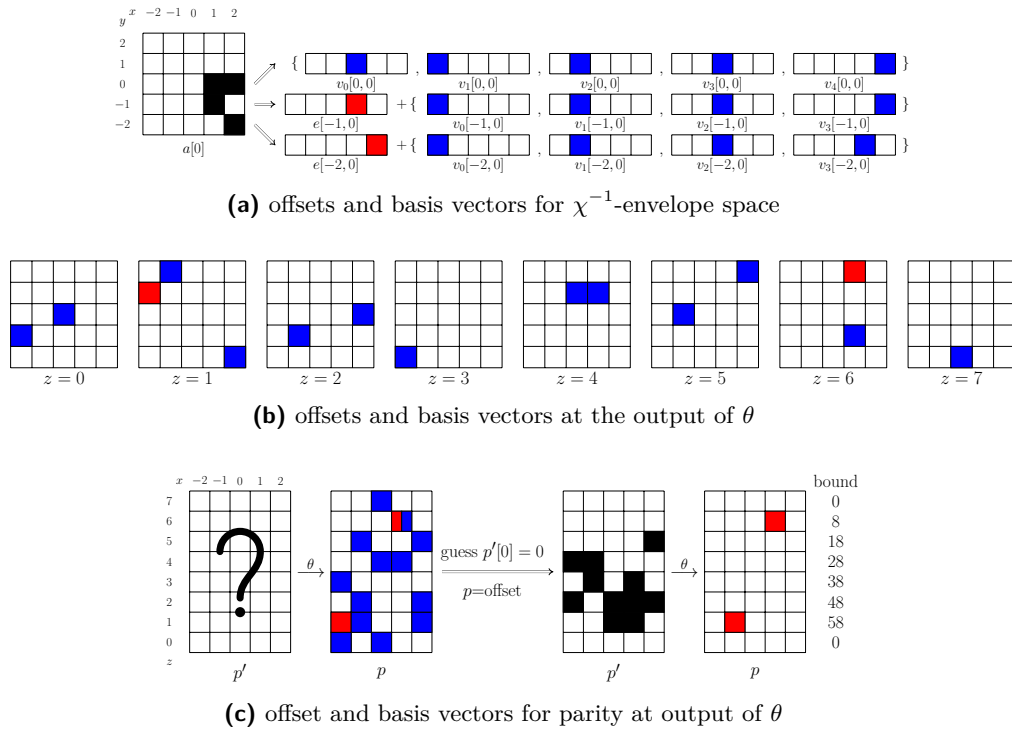 x −2 −1 0 1 2
y
2
1
0
−1
−2
a[0]
{ , , , , }
v₀[0, 0] v₁[0, 0] v₂[0, 0] v₃[0, 0] v₄[0, 0]
+ { , , , }
e[−1, 0] v₀[−1, 0] v₁[−1, 0] v₂[−1, 0] v₃[−1, 0]
+ { , , , }
e[−2, 0] v₀[−2, 0] v₁[−2, 0] v₂[−2, 0] v₃[−2, 0]
(a) offsets and basis vectors for χ⁻¹-envelope space
z = 0 z = 1 z = 2 z = 3 z = 4 z = 5 z = 6 z = 7
(b) offsets and basis vectors at the output of θ
x −2 −1 0 1 2 bound
7 0
6 8
5 18
4 θ guess p′[0] = 0 θ 28
3 p=offset 38
2 48
1 58
0 0
z
p′ p p′ p
(c) offset and basis vectors for parity at output of θ